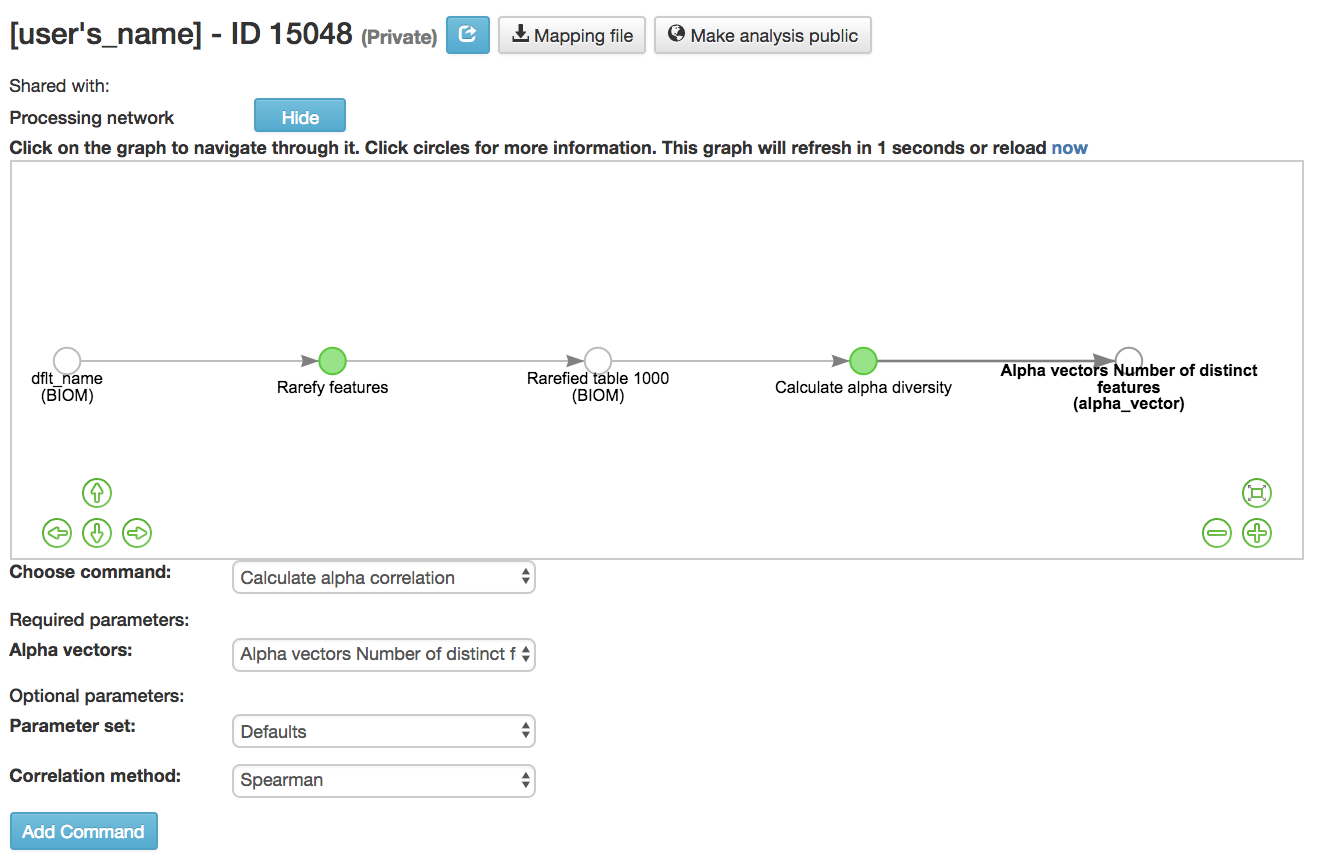 [user's_name] - ID 15048 (Private) Mapping file Make analysis public
Shared with:
Processing network Hide
Click on the graph to navigate through it. Click circles for more information. This graph will refresh in 1 seconds or reload now
dflt_name
(BIOM)
Rarefy features
Rarefied table 1000
(BIOM)
Calculate alpha diversity
Alpha vectors Number of distinct
features
(alpha_vector)
Choose command: Calculate alpha correlation
Required parameters:
Alpha vectors: Alpha vectors Number of distinct f
Optional parameters:
Parameter set: Defaults
Correlation method: Spearman
Add Command